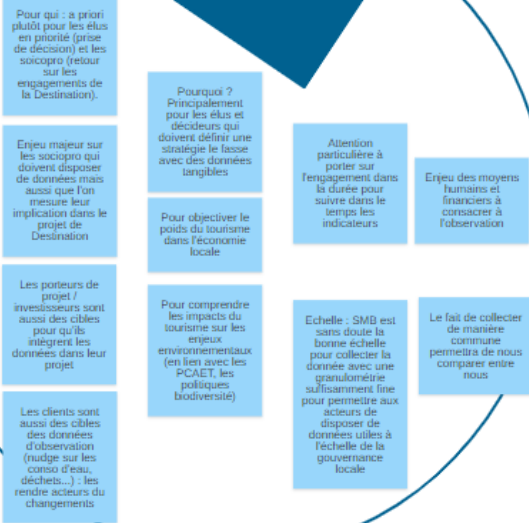 Pour qui : a priori
plutôt pour les élus
en priorité (prise
de décision) et les
soicopro (retour
sur les
engagements de
la Destination).
Enjeu majeur sur
les sociopro qui
doivent disposer
de données mais
aussi que l'on
mesure leur
implication dans le
projet de
Destination
Les porteurs de
projet /
investisseurs sont
aussi des cibles
pour qu'ils
intègrent les
données dans leur
projet
Les clients sont
aussi des cibles
des données
d'observation
(nudge sur les
conso d'eau,
déchets...) : les
rendre acteurs du
changements
Pourquoi ?
Principalement
pour les élus et
décideurs qui
doivent définir une
stratégie le fasse
avec des données
tangibles
Pour objectiver le
poids du tourisme
dans l'économie
locale
Pour comprendre
les impacts du
tourisme sur les
enjeux
environnementaux
(en lien avec les
PCAET, les
politiques
biodiversité)
Attention
particulière à
porter sur
l'engagement dans
la durée pour
suivre dans le
temps les
indicateurs
Enjeu des moyens
humains et
financiers à
consacrer à
l'observation
Echelle : SMB est
sans doute la
bonne échelle
pour collecter la
donnée avec une
granulométrie
suffisamment fine
pour permettre aux
acteurs de
disposer de
données utiles à
l'échelle de la
gouvernance
locale
Le fait de collecter
de manière
commune
permettra de nous
comparer entre
nous